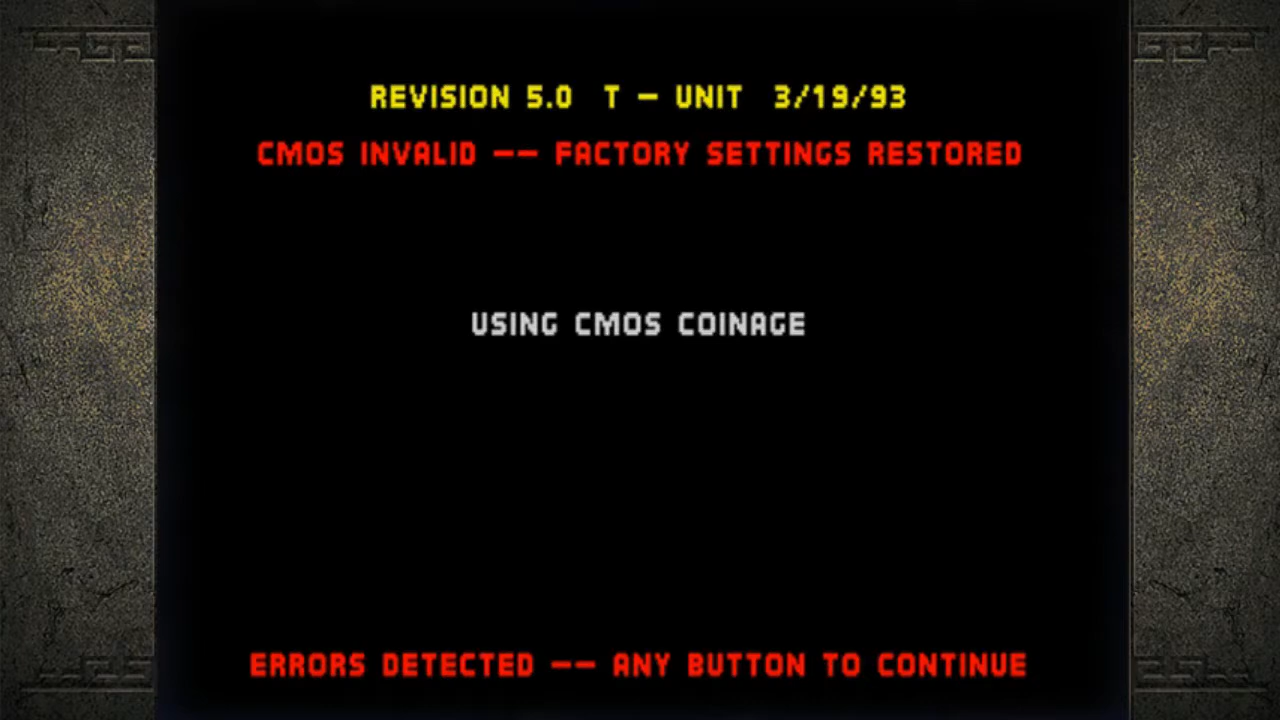 REVISION 5.0 T - UNIT 3/19/93
CMOS INVALID -- FACTORY SETTINGS RESTORED
USING CMOS COINAGE
ERRORS DETECTED -- ANY BUTTON TO CONTINUE